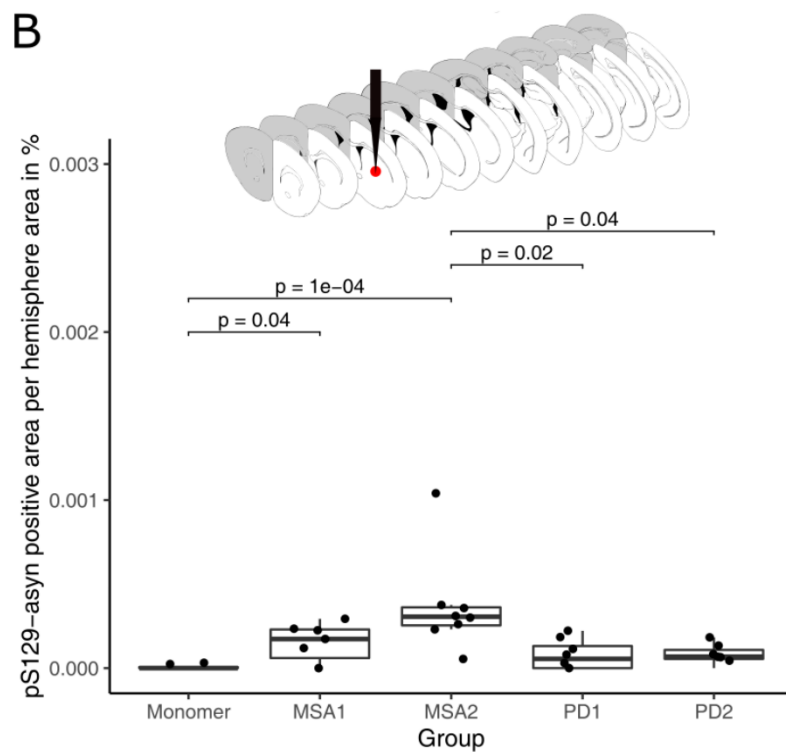 B
pS129−asyn positive area per hemisphere area in %
0.003
0.002
0.001
0.000
p = 0.04
p = 0.02
p = 1e−04
p = 0.04
Monomer MSA1 MSA2 PD1 PD2
Group